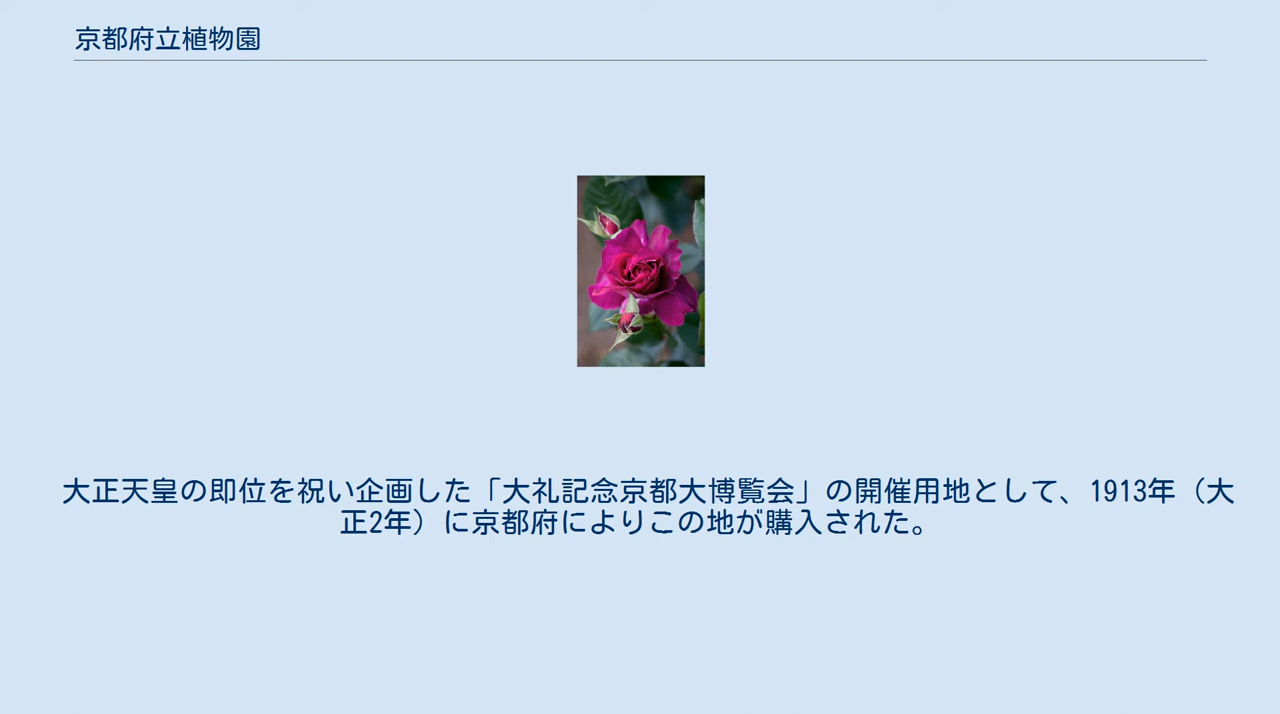 京都府立植物園
大正天皇の即位を祝い企画した「大礼記念京都大博覧会」の開催用地として、1913年（大
正2年）に京都府によりこの地が購入された。